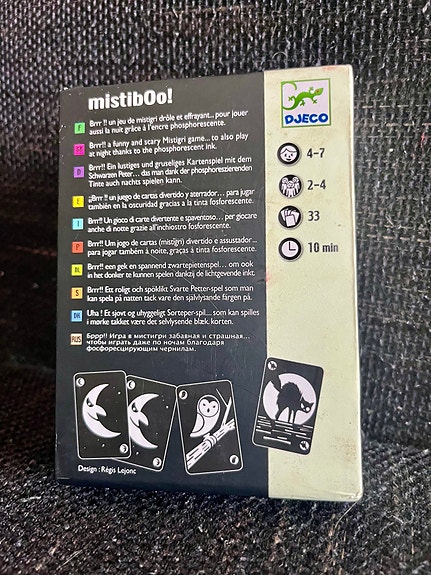 mistibOo!
F Brrr !! un jeu de mistigri drôle et effrayant... pour jouer
aussi la nuit grâce à l'encre phosphorescente.
Brrr!! a funny and scary Mistigri game... to also play
at night thanks to the phosphorescent ink.
D Brrr!! Ein lustiges und gruseliges Kartenspiel mit dem
Schwarzen Peter... das man dank der phosphoreszierenden
Tinte auch nachts spielen kann.
E ¡¡Brrr !! un juego de cartas divertido y aterrador... para jugar
también en la oscuridad gracias a la tinta fosforescente.
I Brrr!! Un gioco di carte divertente e spaventoso... per giocare
anche di notte grazie all'inchiostro fosforescente.
P Brrr!! Um jogo de cartas (mistigri) divertido e assustador...
para jogar também à noite, graças à tinta fosforescente.
NL Brrr!! een gek en spannend zwartepietenspel... om ook
in het donker te kunnen spelen dankzij de lichtgevende inkt.
S Brrr!! Ett roligt och spöklikt Svarte Petter-spel som man
kan spela på natten tack vare den självlysande färgen på.
DK Uha ! Et sjovt og uhyggeligt Sorteper-spil... som kan spilles
i mørke takket være det selvlysende blæk. korten.
RUS Бррр!! Игра в мистигри забавная и страшная...
чтобы играть даже по ночам благодаря
фосфоресцирующим чернилам.
Design : Régis Lejonc
DJECO
4-7
2-4
33
10 min